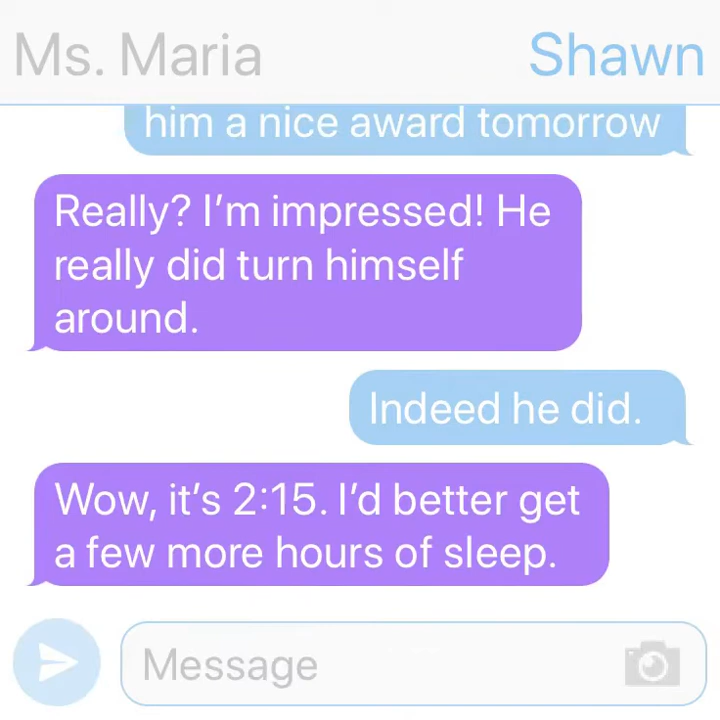 Ms. Maria
Shawn
him a nice award tomorrow
Really? I’m impressed! He
really did turn himself
around.
Indeed he did.
Wow, it’s 2:15. I’d better get
a few more hours of sleep.
Message